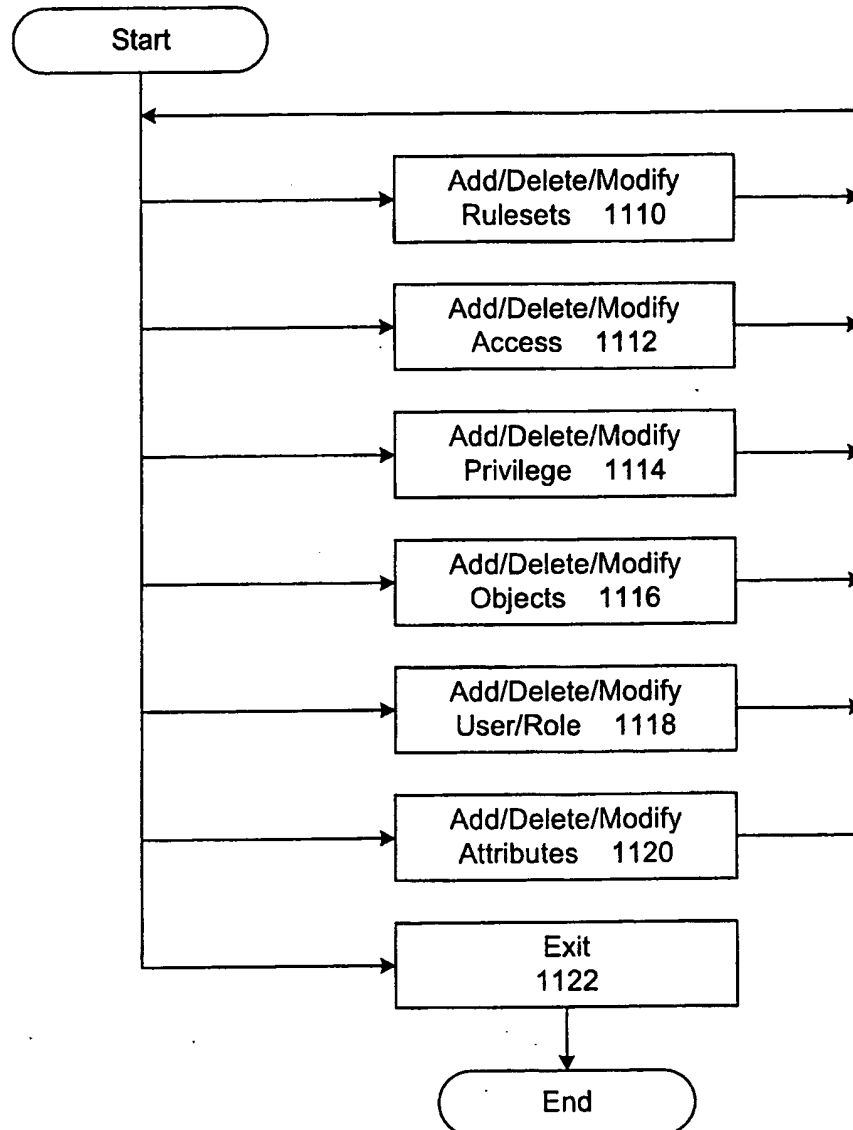 Start
Add/Delete/Modify
Rulesets 1110
Add/Delete/Modify
Access 1112
Add/Delete/Modify
Privilege 1114
Add/Delete/Modify
Objects 1116
Add/Delete/Modify
User/Role 1118
Add/Delete/Modify
Attributes 1120
Exit
1122
End